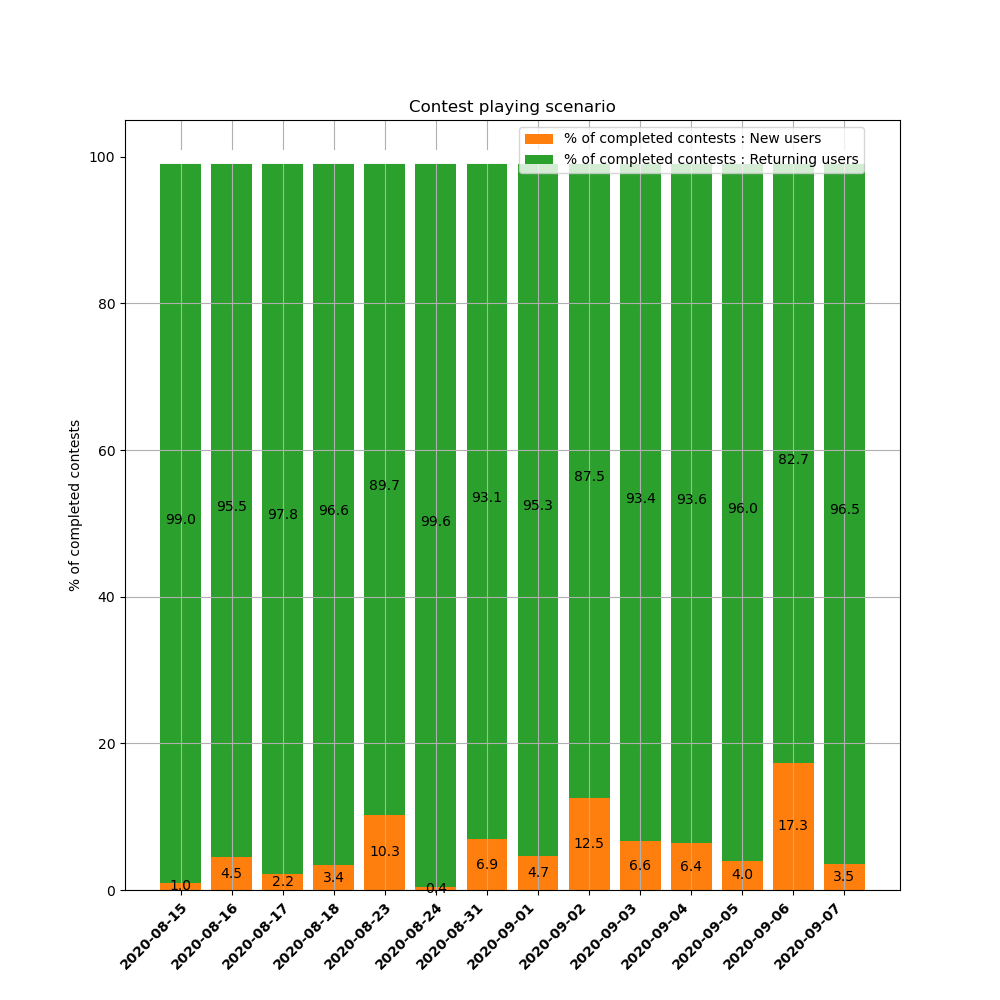 Contest playing scenario
% of completed contests : New users
% of completed contests : Returning users
% of completed contests
100
80
60
40
20
0
99.0 95.5 97.8 96.6 89.7 99.6 93.1 95.3 87.5 93.4 93.6 96.0 82.7 96.5
1.0 4.5 2.2 3.4 10.3 0.4 6.9 4.7 12.5 6.6 6.4 4.0 17.3 3.5
2020-08-15 2020-08-16 2020-08-17 2020-08-18 2020-08-23 2020-08-24 2020-08-31 2020-09-01 2020-09-02 2020-09-03 2020-09-04 2020-09-05 2020-09-06 2020-09-07